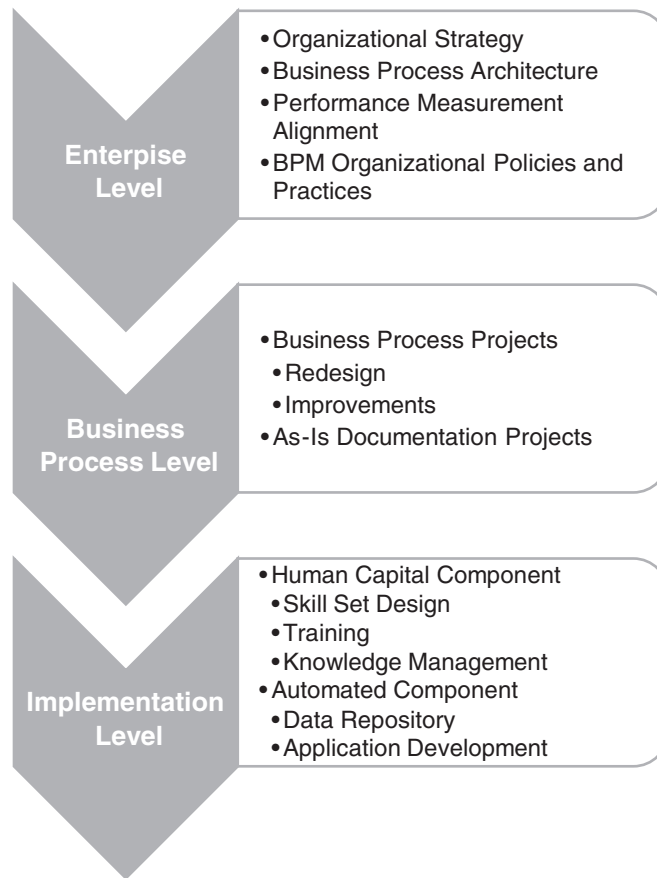 Enterpise
Level
•Organizational Strategy
•Business Process Architecture
•Performance Measurement
Alignment
•BPM Organizational Policies and
Practices
Business
Process Level
•Business Process Projects
•Redesign
•Improvements
•As-Is Documentation Projects
Implementation
Level
•Human Capital Component
•Skill Set Design
•Training
•Knowledge Management
•Automated Component
•Data Repository
•Application Development